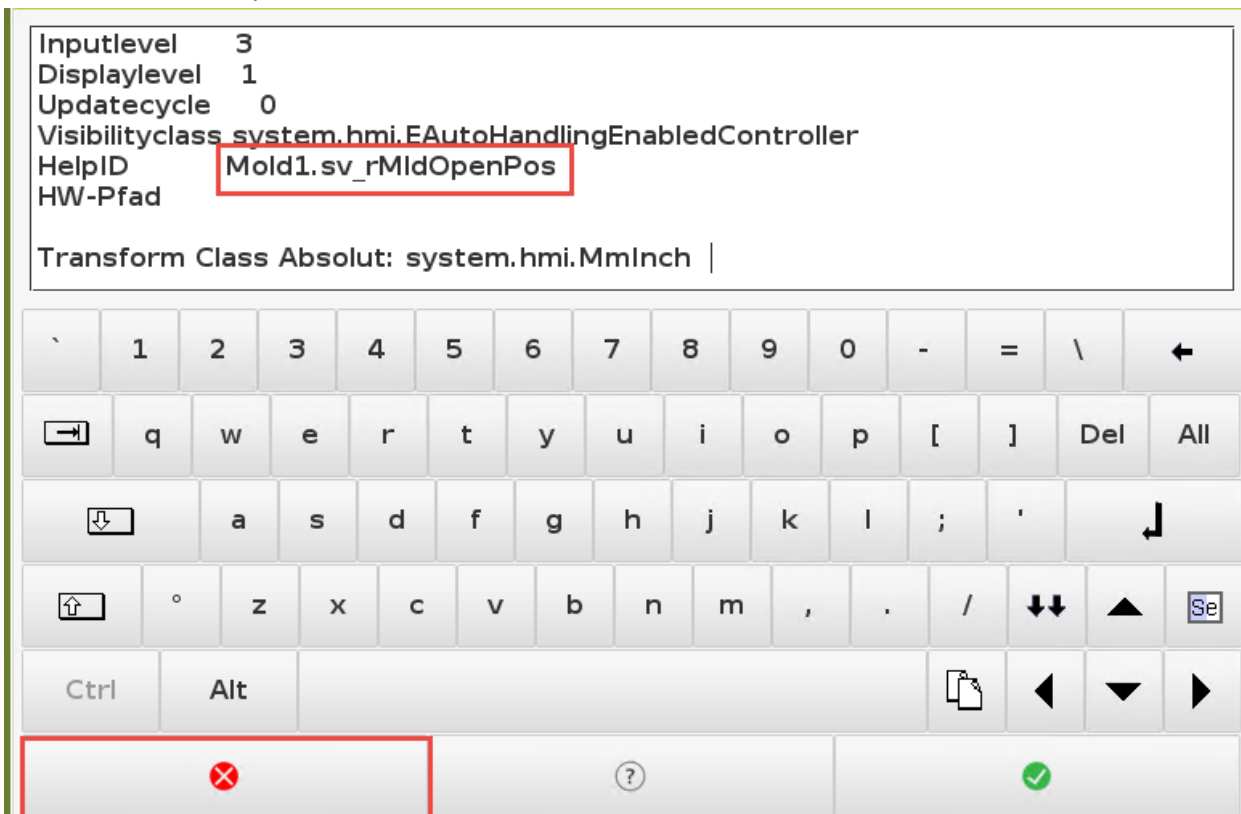 Inputlevel 3
Displaylevel 1
Updatecycle 0
Visibilityclass system.hmi.EAutoHandlingEnabledController
HelpID Mold1.sv_rMldOpenPos
HW-Pfad
Transform Class Absolut: system.hmi.MmInch
` 1 2 3 4 5 6 7 8 9 0 - = \
q w e r t y u i o p [ ] Del All
a s d f g h j k l ; '
° z x c v b n m , . / Se
Ctrl Alt
?